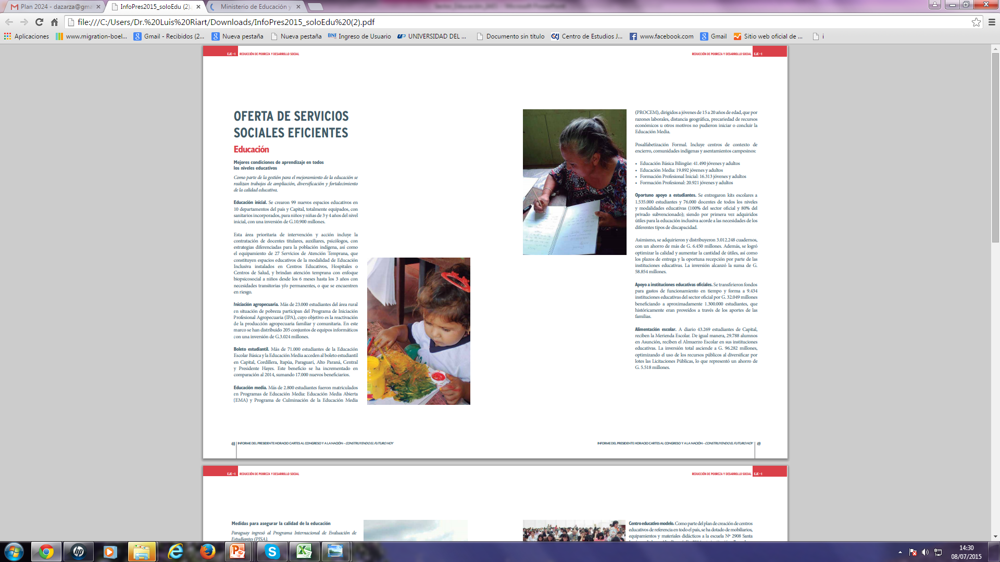 Plan 2024 - dazarza@gma
InfoPres2015_soloEdu (2).
Ministerio de Educación y
file:///C:/Users/Dr.%20Luis%20Riart/Downloads/InfoPres2015_soloEdu%20(2).pdf
Aplicaciones
www.migration-boel...
Gmail - Recibidos (2...
Nueva pestaña
Nueva pestaña
BNF Ingreso de Usuario
UP UNIVERSIDAD DEL ...
Documento sin título
Centro de Estudios J...
www.facebook.com
Gmail
Sitio web oficial de ...
i
EJE - 1 REDUCCIÓN DE POBREZA Y DESARROLLO SOCIAL
REDUCCIÓN DE POBREZA Y DESARROLLO SOCIAL EJE - 1
OFERTA DE SERVICIOS
SOCIALES EFICIENTES
Educación
Mejores condiciones de aprendizaje en todos
los niveles educativos
Como parte de la gestión para el mejoramiento de la educación se
realizan trabajos de ampliación, diversificación y fortalecimiento
de la calidad educativa.
Educación inicial. Se crearon 99 nuevos espacios educativos en
10 departamentos del país y Capital, totalmente equipados, con
sanitarios incorporados, para niños y niñas de 3 y 4 años del nivel
inicial, con una inversión de G.10.900 millones.
Esta área prioritaria de intervención y acción incluye la
contratación de docentes titulares, auxiliares, psicólogos, con
estrategias diferenciadas para la población indígena, así como
el equipamiento de 27 Servicios de Atención Temprana, que
constituyen espacios educativos de la modalidad de Educación
Inclusiva instalados en Centros Educativos, Hospitales o
Centros de Salud, y brindan atención temprana con enfoque
biopsicosocial a niños desde los 6 meses hasta los 3 años con
necesidades transitorias y/o permanentes, o que se encuentren
en riesgo.
Iniciación agropecuaria. Más de 23.000 estudiantes del área rural
en situación de pobreza participan del Programa de Iniciación
Profesional Agropecuaria (IPA), cuyo objetivo es la reactivación
de la producción agropecuaria familiar y comunitaria. En este
marco se han distribuido 205 conjuntos de equipos informáticos
con una inversión de G.3.024 millones.
Boleto estudiantil. Más de 71.000 estudiantes de la Educación
Escolar Básica y la Educación Media acceden al boleto estudiantil
en Capital, Cordillera, Itapúa, Paraguarí, Alto Paraná, Central
y Presidente Hayes. Este beneficio se ha incrementado en
comparación al 2014, sumando 17.000 nuevos beneficiarios.
Educación media. Más de 2.800 estudiantes fueron matriculados
en Programas de Educación Media: Educación Media Abierta
(EMA) y Programa de Culminación de la Educación Media
(PROCEM), dirigidos a jóvenes de 15 a 20 años de edad, que por
razones laborales, distancia geográfica, precariedad de recursos
económicos u otros motivos no pudieron iniciar o concluir la
Educación Media.
Posalfabetización Formal. Incluye centros de contexto de
encierro, comunidades indígenas y asentamientos campesinos:
• Educación Básica Bilingüe: 41.490 jóvenes y adultos
• Educación Media: 19.892 jóvenes y adultos
• Formación Profesional Inicial: 16.313 jóvenes y adultos
• Formación Profesional: 20.921 jóvenes y adultos
Oportuno apoyo a estudiantes. Se entregaron kits escolares a
1.535.000 estudiantes y 76.000 docentes de todos los niveles
y modalidades educativas (100% del sector oficial y 80% del
privado subvencionado); siendo por primera vez adquiridos
útiles para la educación inclusiva acorde a las necesidades de los
diferentes tipos de discapacidad.
Asimismo, se adquirieron y distribuyeron 3.012.248 cuadernos,
con un ahorro de más de G. 6.450 millones. Además, se logró
optimizar la calidad y aumentar la cantidad de útiles, así como
los plazos de entrega y la oportuna recepción por parte de las
instituciones educativas. La inversión alcanzó la suma de G.
58.854 millones.
Apoyo a instituciones educativas oficiales. Se transfirieron fondos
para gastos de funcionamiento en tiempo y forma a 9.434
instituciones educativas del sector oficial por G. 32.049 millones
beneficiando a aproximadamente 1.300.000 estudiantes, que
históricamente eran proveídos a través de los aportes de las
familias.
Alimentación escolar. A diario 43.269 estudiantes de Capital,
reciben la Merienda Escolar. De igual manera, 29.788 alumnos
en Asunción, reciben el Almuerzo Escolar en sus instituciones
educativas. La inversión total asciende a G. 96.282 millones,
optimizando el uso de los recursos públicos al diversificar por
lotes las Licitaciones Públicas, lo que representó un ahorro de
G. 5.518 millones.
48 INFORME DEL PRESIDENTE HORACIO CARTES AL CONGRESO Y A LA NACIÓN - CONSTRUYENDO EL FUTURO HOY
INFORME DEL PRESIDENTE HORACIO CARTES AL CONGRESO Y A LA NACIÓN - CONSTRUYENDO EL FUTURO HOY 49
EJE - 1 REDUCCIÓN DE POBREZA Y DESARROLLO SOCIAL
REDUCCIÓN DE POBREZA Y DESARROLLO SOCIAL EJE - 1
Medidas para asegurar la calidad de la educación
Paraguay ingresó al Programa Internacional de Evaluación de
Estudiantes (PISA).
Centro educativo modelo. Como parte del plan de creación de centros
educativos de referencia en todo el país, se ha dotado de mobiliarios,
equipamientos y materiales didácticos a la escuela Nº 2908 Santa
14:30
08/07/2015